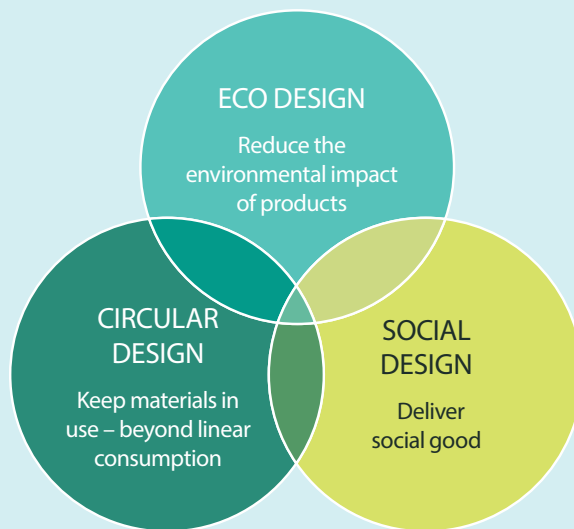 ECO DESIGN
Reduce the
environmental impact
of products
CIRCULAR
DESIGN
Keep materials in
use – beyond linear
consumption
SOCIAL
DESIGN
Deliver
social good